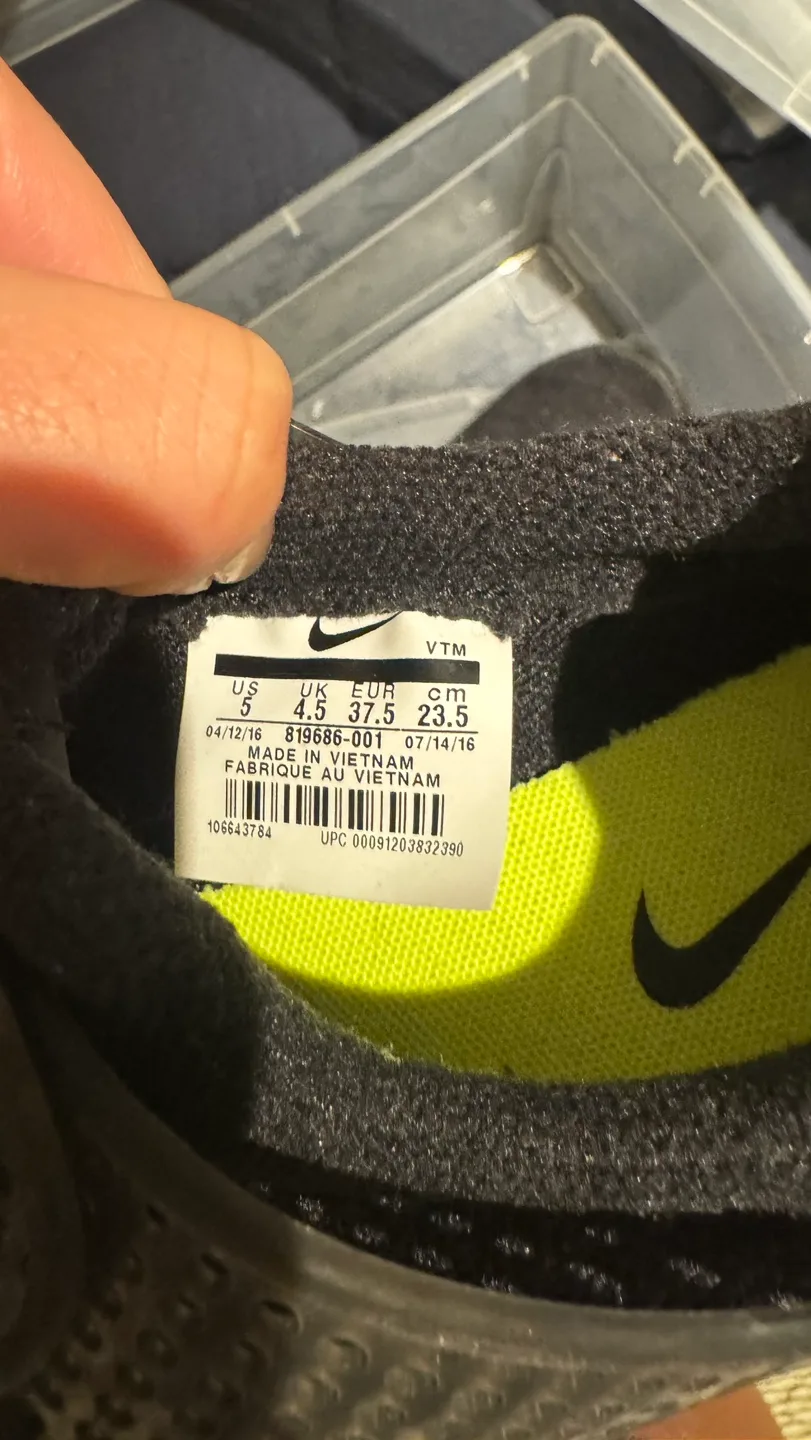 VTM
US UK EUR cm
5 4.5 37.5 23.5
04/12/16 819686-001 07/14/16
MADE IN VIETNAM
FABRIQUE AU VIETNAM
106643784 UPC 00091203832390